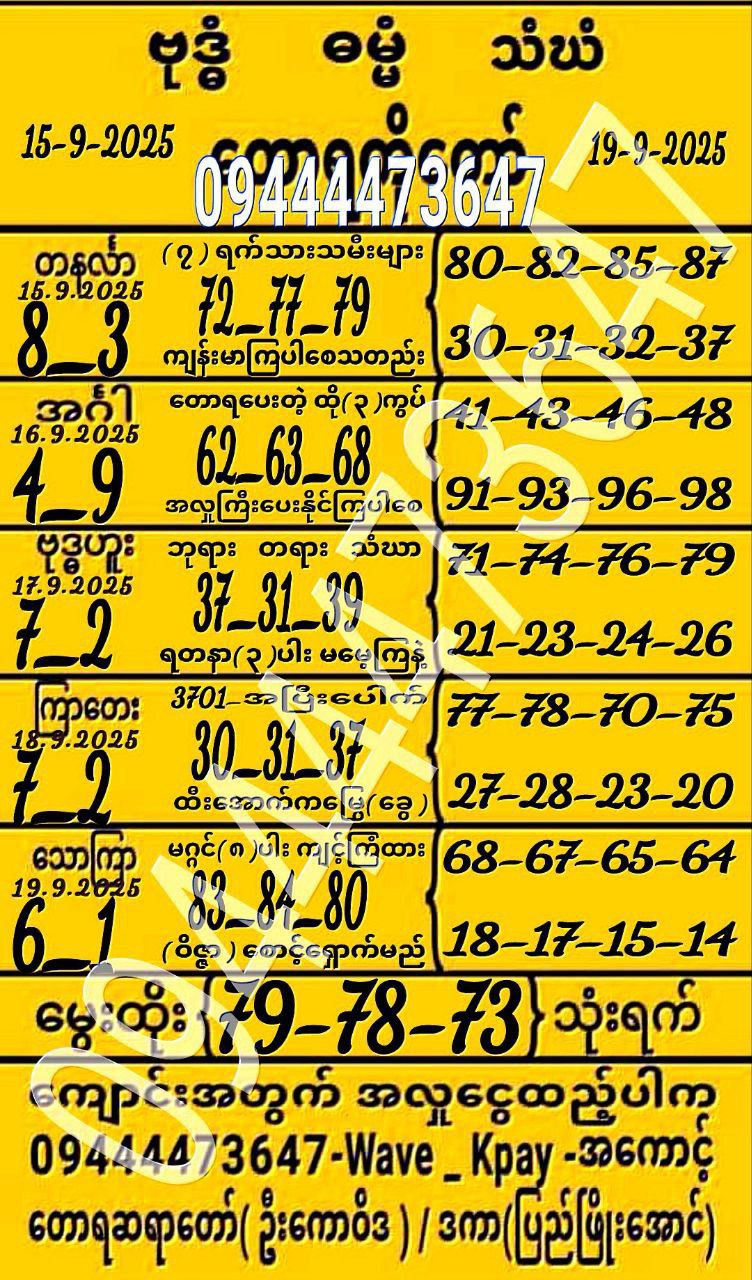 ဗုဒ္ဓံ ဓမ္မံ သံဃံ
15-9-2025 တောရကိုတော် 19-9-2025
09444473647
တနင်္လာ
15.9.2025
8_3
(၇)ရက်သားသမီးများ
72_77_79
ကျန်းမာကြပါစေသတည်း
80-82-85-87
30-31-32-37
အင်္ဂါ
16.9.2025
4_9
တောရပေးတဲ့ ထို(၃)ကွပ်
62_63_68
အလှူကြီးပေးနိုင်ကြပါစေ
41-43-46-48
91-93-96-98
ဗုဒ္ဓဟူး
17.9.2025
7_2
ဘုရား တရား သံဃာ
37_31_39
ရတနာ(၃)ပါး မမေ့ကြနဲ့
71-74-76-79
21-23-24-26
ကြာတေး
18.9.2025
7_2
3701-အပြီးပေါက်
30_31_37
ထီးအောက်ကမြွေ(ခွေ)
77-78-70-75
27-28-23-20
သောကြာ
19.9.2025
6_1
မဂ္ဂင်(၈)ပါး ကျင့်ကြံထား
83_84_80
(ဝိဇ္ဇာ)စောင့်ရှောက်မည်
68-67-65-64
18-17-15-14
မွေးထိုး{79-78-73}သုံးရက်
ကျောင်းအတွက် အလှူငွေထည့်ပါက
09444473647-Wave _ Kpay -အကောင့်
တောရဆရာတော်( ဦးကောဝိဒ ) / ဒကာ(ပြည်ဖြိုးအောင်)
09444473647